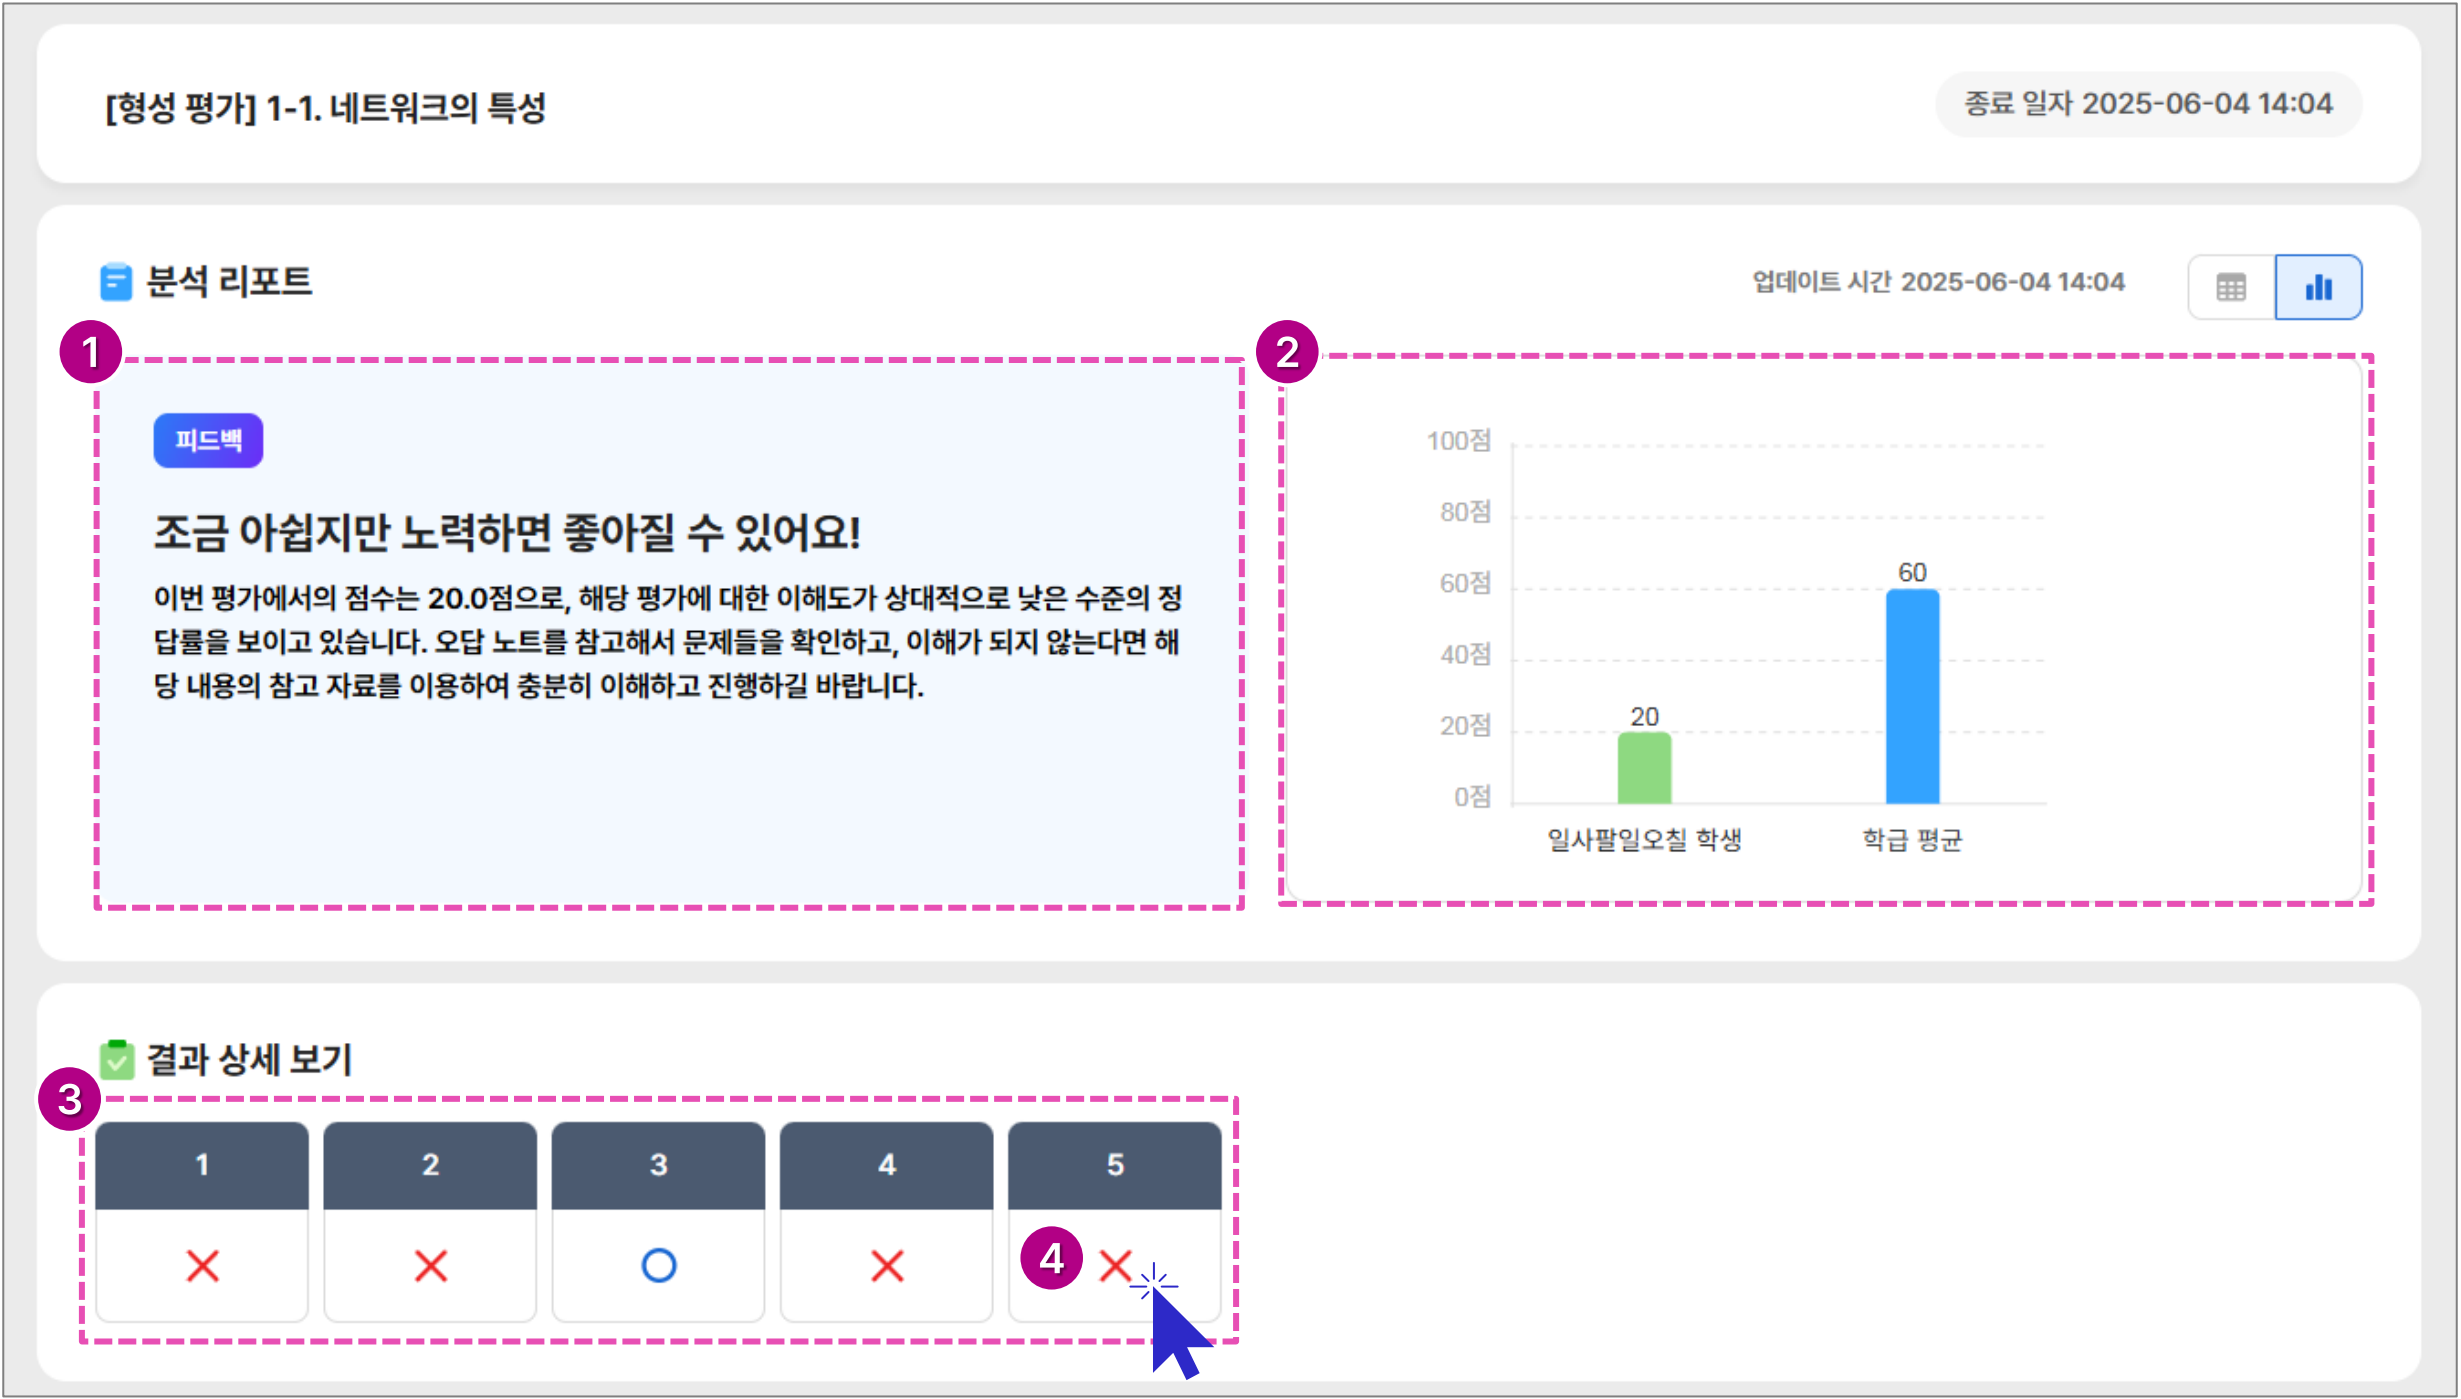 [형성 평가] 1-1. 네트워크의 특성
종료 일자 2025-06-04 14:04
분석 리포트
업데이트 시간 2025-06-04 14:04
1
피드백
조금 아쉽지만 노력하면 좋아질 수 있어요!
이번 평가에서의 점수는 20.0점으로, 해당 평가에 대한 이해도가 상대적으로 낮은 수준의 정
답률을 보이고 있습니다. 오답 노트를 참고해서 문제들을 확인하고, 이해가 되지 않는다면 해
당 내용의 참고 자료를 이용하여 충분히 이해하고 진행하길 바랍니다.
2
100점
80점
60점
40점
20점
0점
20
60
일사팔일오칠 학생
학급 평균
결과 상세 보기
3
1 2 3 4 5
4